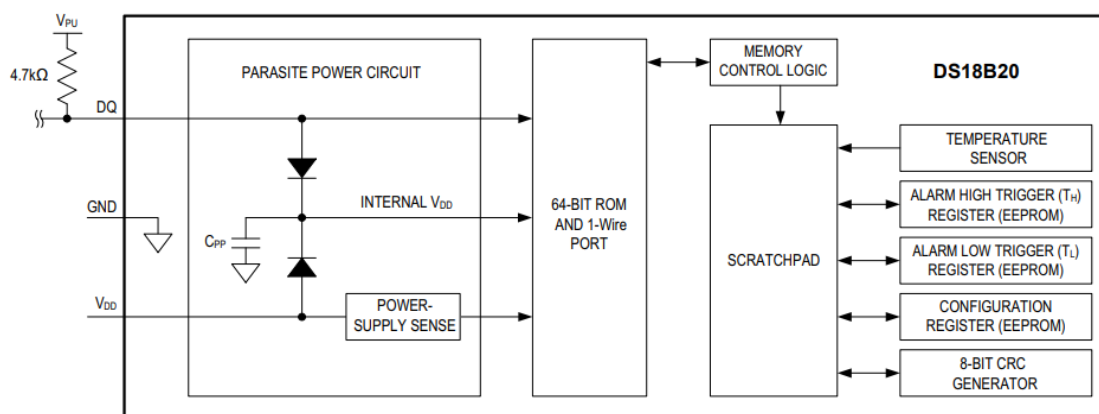 VPU
4.7kΩ
DQ
GND
VDD
PARASITE POWER CIRCUIT
INTERNAL VDD
CPP
POWER-
SUPPLY SENSE
64-BIT ROM
AND 1-Wire
PORT
MEMORY
CONTROL LOGIC
SCRATCHPAD
DS18B20
TEMPERATURE
SENSOR
ALARM HIGH TRIGGER (TH)
REGISTER (EEPROM)
ALARM LOW TRIGGER (TL)
REGISTER (EEPROM)
CONFIGURATION
REGISTER (EEPROM)
8-BIT CRC
GENERATOR